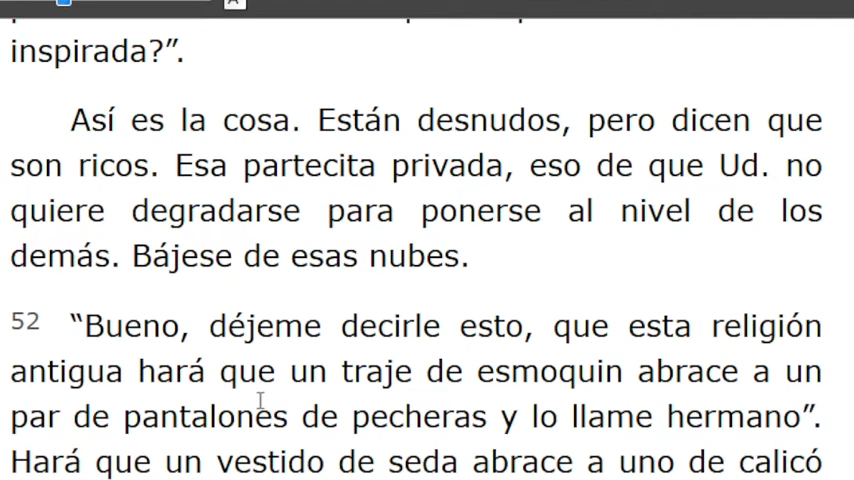 inspirada?”.
Así es la cosa. Están desnudos, pero dicen que
son ricos. Esa partecita privada, eso de que Ud. no
quiere degradarse para ponerse al nivel de los
demás. Bájese de esas nubes.
52 “Bueno, déjeme decirle esto, que esta religión
antigua hará que un traje de esmoquin abrace a un
par de pantalones de pecheras y lo llame hermano”.
Hará que un vestido de seda abrace a uno de calicó